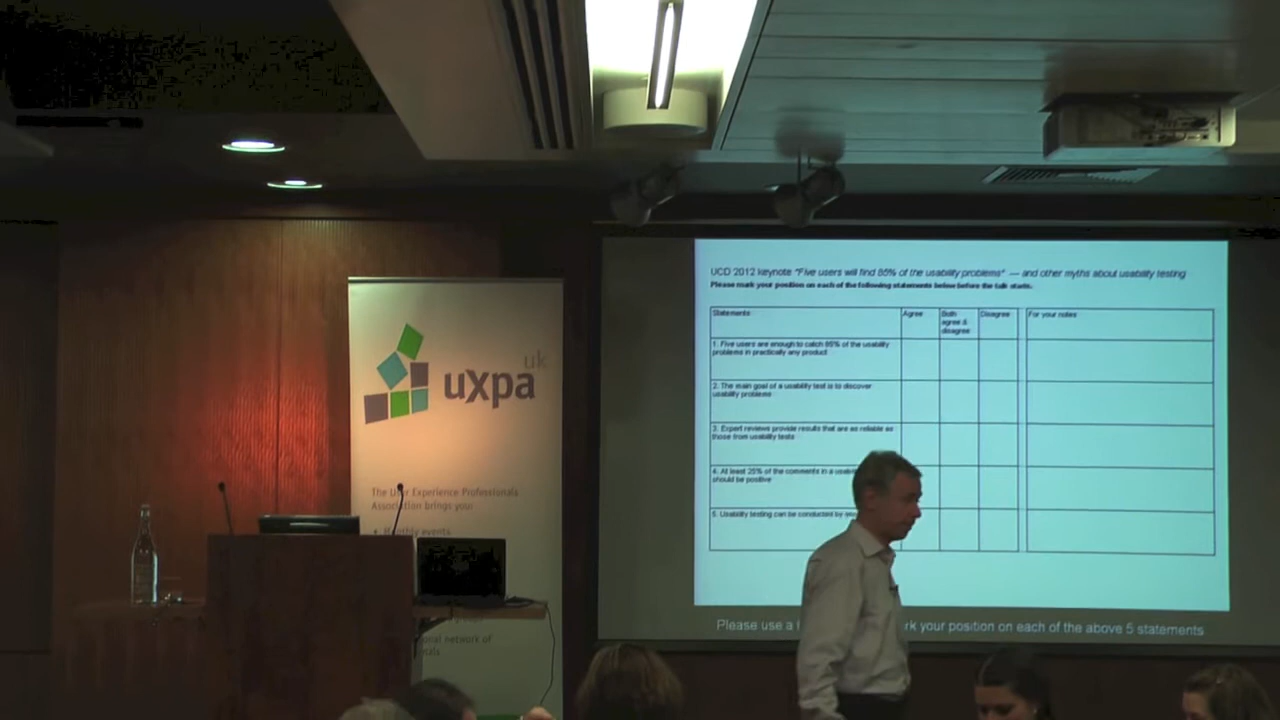 UCD 2012 keynote "Five users will find 85% of the usability problems" — and other myths about usability testing
Please mark your position on each of the following statements below before the talk starts.
Statements
Agree
Both
agree &
disagree
Disagree
For your notes
1. Five users are enough to catch 85% of the usability
problems in practically any product
2. The main goal of a usability test is to discover
usability problems
3. Expert reviews provide results that are as reliable as
those from usability tests
4. At least 25% of the comments in a
should be positive
5. Usability testing can be conducted by
Please use a
your position on each of the above 5 statements
uk
uxpa
The User Experience Professionals
Association brings you:
• Monthly events
network of